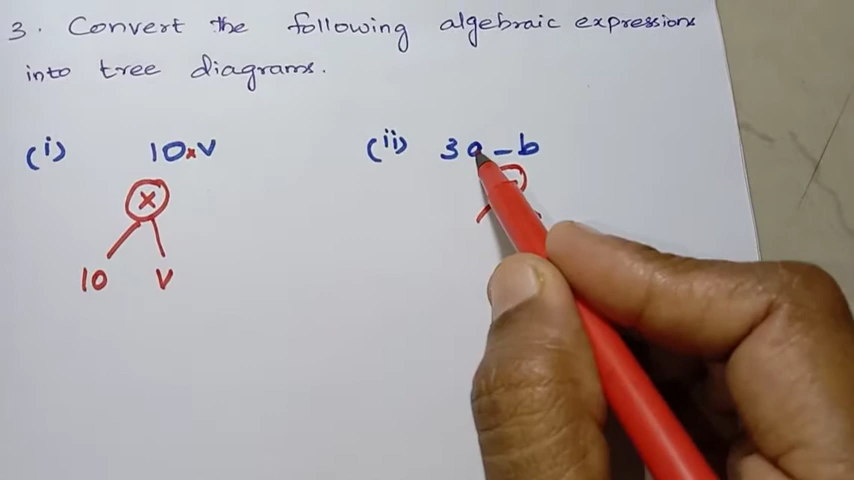 3. Convert the following algebraic expressions
into tree diagrams.
(i) 10×v (ii) 3a-b
×
10 v